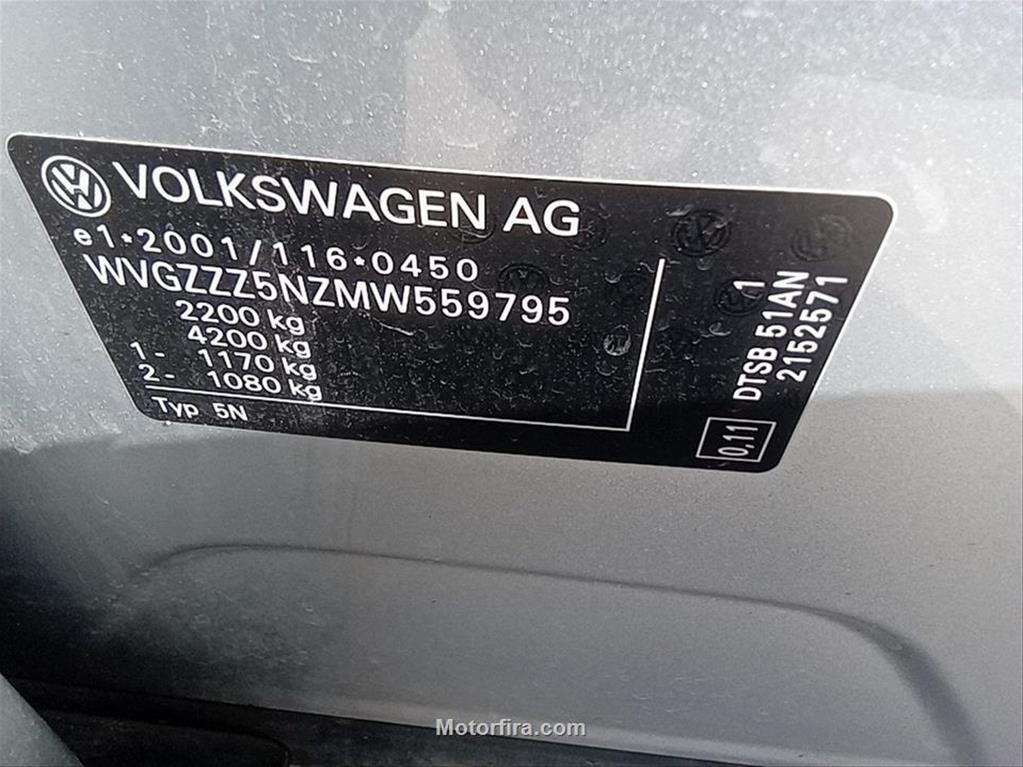 VOLKSWAGEN AG
e1*2001/116*0450
WVGZZZ5NZMW559795
2200 kg
4200 kg
1- 1170 kg
2- 1080 kg
Typ 5N
1
DTSB 51AN
2152571
0,11
Motorfira.com